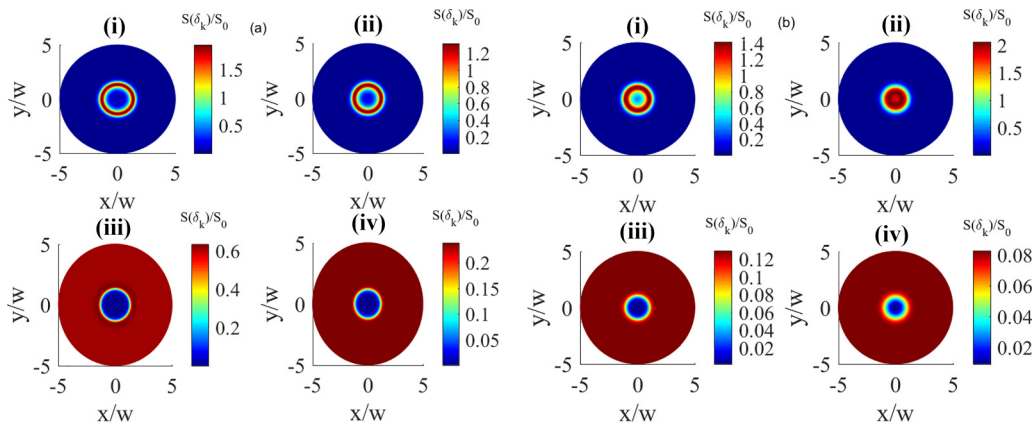 (i)
S(δk)/S0
(a)
5
0
-5
y/w
-5 0 5
x/w
1.5
1
0.5
(ii)
S(δk)/S0
5
0
-5
y/w
-5 0 5
x/w
1.2
1
0.8
0.6
0.4
0.2
(i)
S(δk)/S0
(b)
5
0
-5
y/w
-5 0 5
x/w
1.4
1.2
1
0.8
0.6
0.4
0.2
(ii)
S(δk)/S0
5
0
-5
y/w
-5 0 5
x/w
2
1.5
1
0.5
(iii)
S(δk)/S0
5
0
-5
y/w
-5 0 5
x/w
0.6
0.4
0.2
(iv)
S(δk)/S0
5
0
-5
y/w
-5 0 5
x/w
0.2
0.15
0.1
0.05
(iii)
S(δk)/S0
5
0
-5
y/w
-5 0 5
x/w
0.12
0.1
0.08
0.06
0.04
0.02
(iv)
S(δk)/S0
5
0
-5
y/w
-5 0 5
x/w
0.08
0.06
0.04
0.02